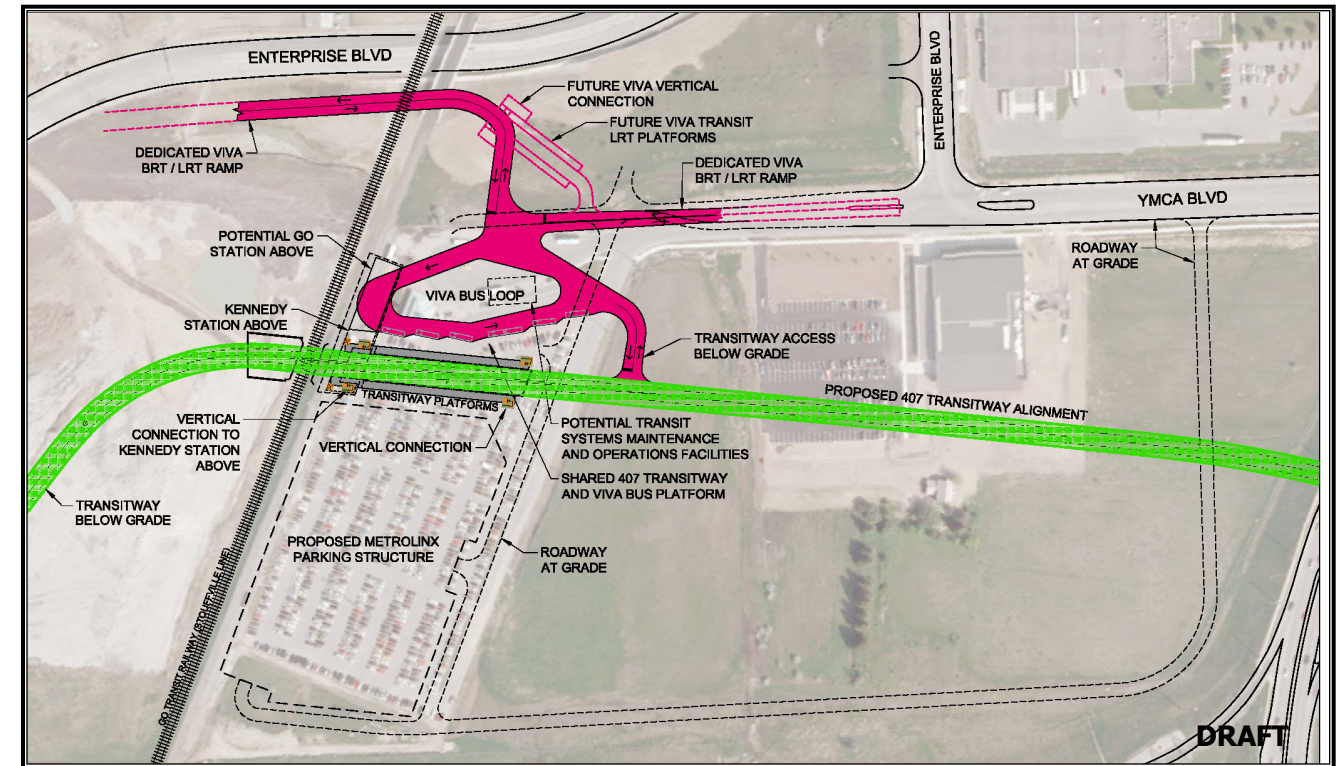 ENTERPRISE BLVD
ENTERPRISE BLVD
FUTURE VIVA VERTICAL
CONNECTION
FUTURE VIVA TRANSIT
LRT PLATFORMS
DEDICATED VIVA
BRT / LRT RAMP
DEDICATED VIVA
BRT / LRT RAMP
YMCA BLVD
POTENTIAL GO
STATION ABOVE
ROADWAY
AT GRADE
VIVA BUS LOOP
KENNEDY
STATION ABOVE
TRANSITWAY ACCESS
BELOW GRADE
PROPOSED 407 TRANSITWAY ALIGNMENT
TRANSITWAY PLATFORMS
VERTICAL
CONNECTION TO
KENNEDY STATION
ABOVE
VERTICAL CONNECTION
POTENTIAL TRANSIT
SYSTEMS MAINTENANCE
AND OPERATIONS FACILITIES
SHARED 407 TRANSITWAY
AND VIVA BUS PLATFORM
TRANSITWAY
BELOW GRADE
PROPOSED METROLINX
PARKING STRUCTURE
ROADWAY
AT GRADE
GO TRANSIT RAILWAY (STOUFFVILLE LINE)
DRAFT